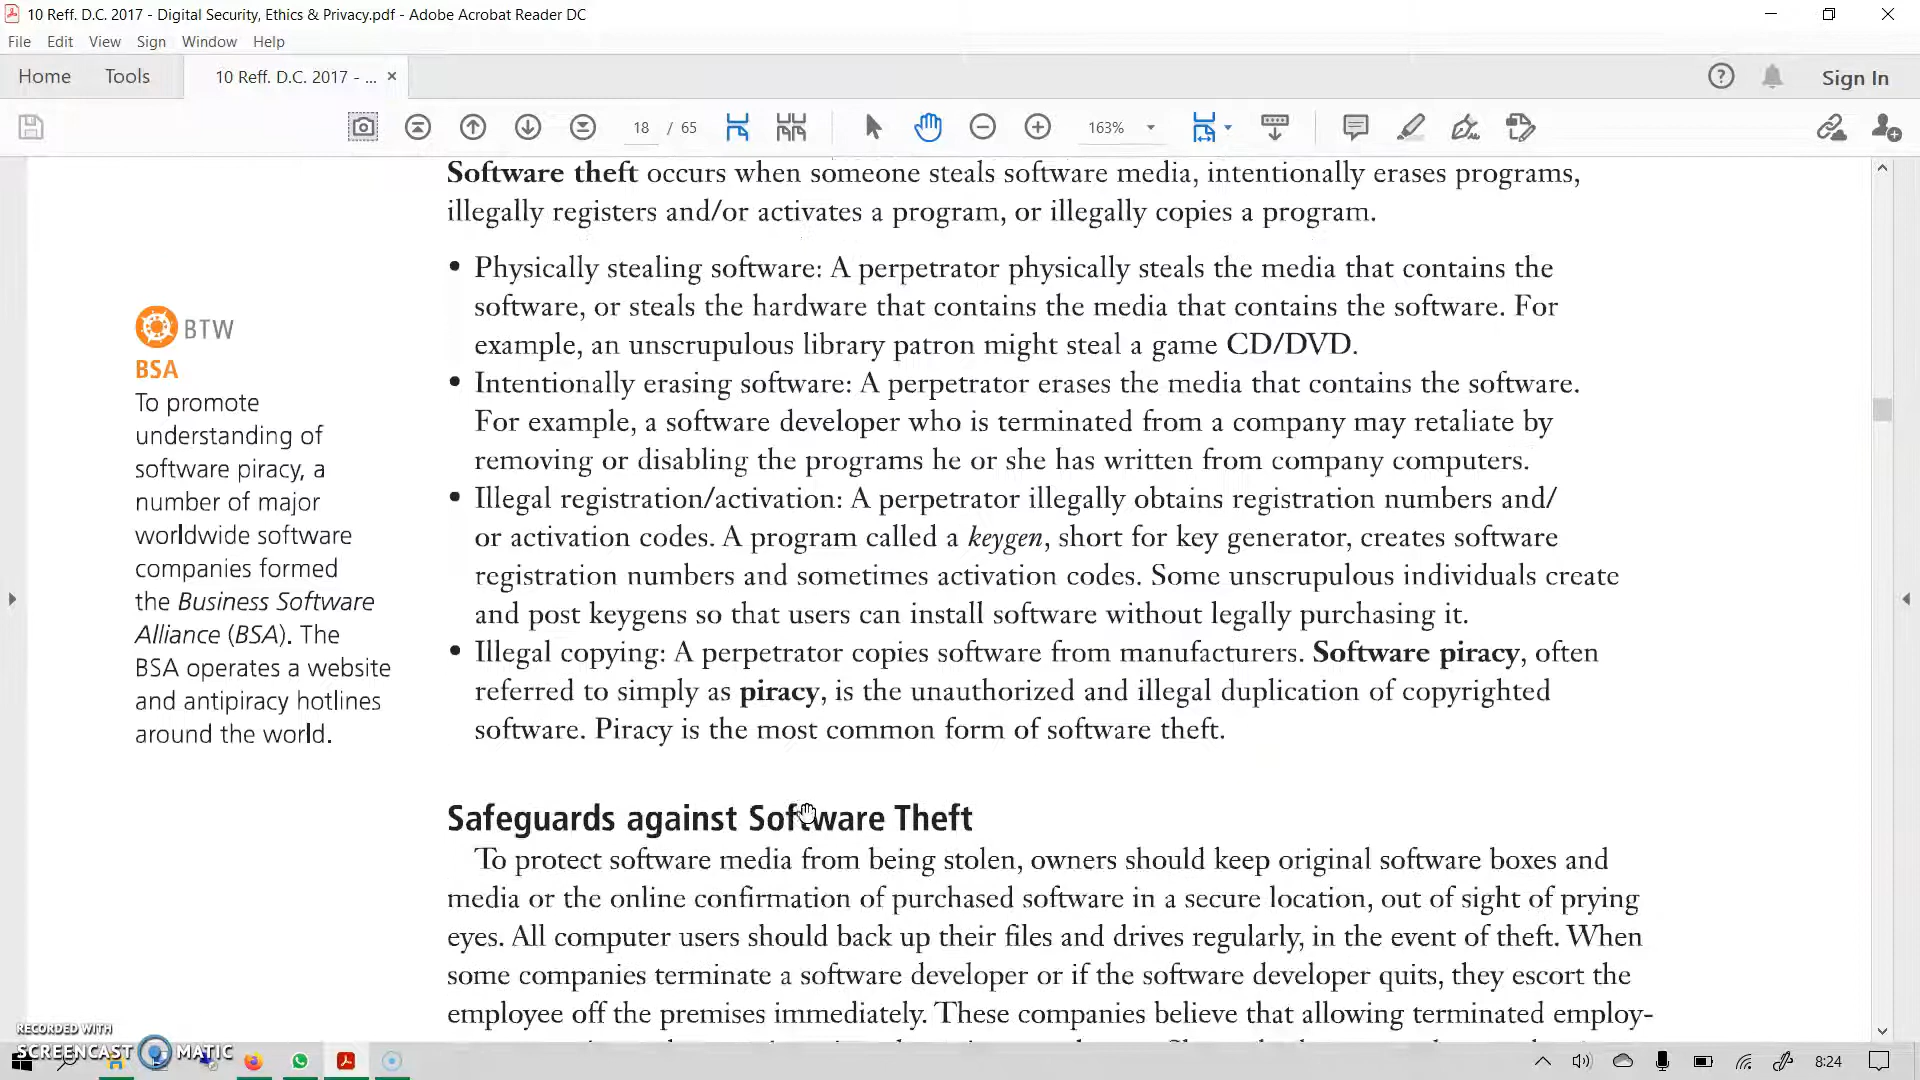 10 Reff. D.C. 2017 - Digital Security, Ethics & Privacy.pdf - Adobe Acrobat Reader DC
File Edit View Sign Window Help
Home Tools 10 Reff. D.C. 2017 - ... × Sign In
18 / 65 163%
Software theft occurs when someone steals software media, intentionally erases programs,
illegally registers and/or activates a program, or illegally copies a program.
• Physically stealing software: A perpetrator physically steals the media that contains the
software, or steals the hardware that contains the media that contains the software. For
example, an unscrupulous library patron might steal a game CD/DVD.
• Intentionally erasing software: A perpetrator erases the media that contains the software.
For example, a software developer who is terminated from a company may retaliate by
removing or disabling the programs he or she has written from company computers.
• Illegal registration/activation: A perpetrator illegally obtains registration numbers and/
or activation codes. A program called a keygen, short for key generator, creates software
registration numbers and sometimes activation codes. Some unscrupulous individuals create
and post keygens so that users can install software without legally purchasing it.
• Illegal copying: A perpetrator copies software from manufacturers. Software piracy, often
referred to simply as piracy, is the unauthorized and illegal duplication of copyrighted
software. Piracy is the most common form of software theft.
BTW
BSA
To promote
understanding of
software piracy, a
number of major
worldwide software
companies formed
the Business Software
Alliance (BSA). The
BSA operates a website
and antipiracy hotlines
around the world.
Safeguards against Software Theft
To protect software media from being stolen, owners should keep original software boxes and
media or the online confirmation of purchased software in a secure location, out of sight of prying
eyes. All computer users should back up their files and drives regularly, in the event of theft. When
some companies terminate a software developer or if the software developer quits, they escort the
employee off the premises immediately. These companies believe that allowing terminated employ-
RECORDED WITH
SCREENCAST MATIC
8:24